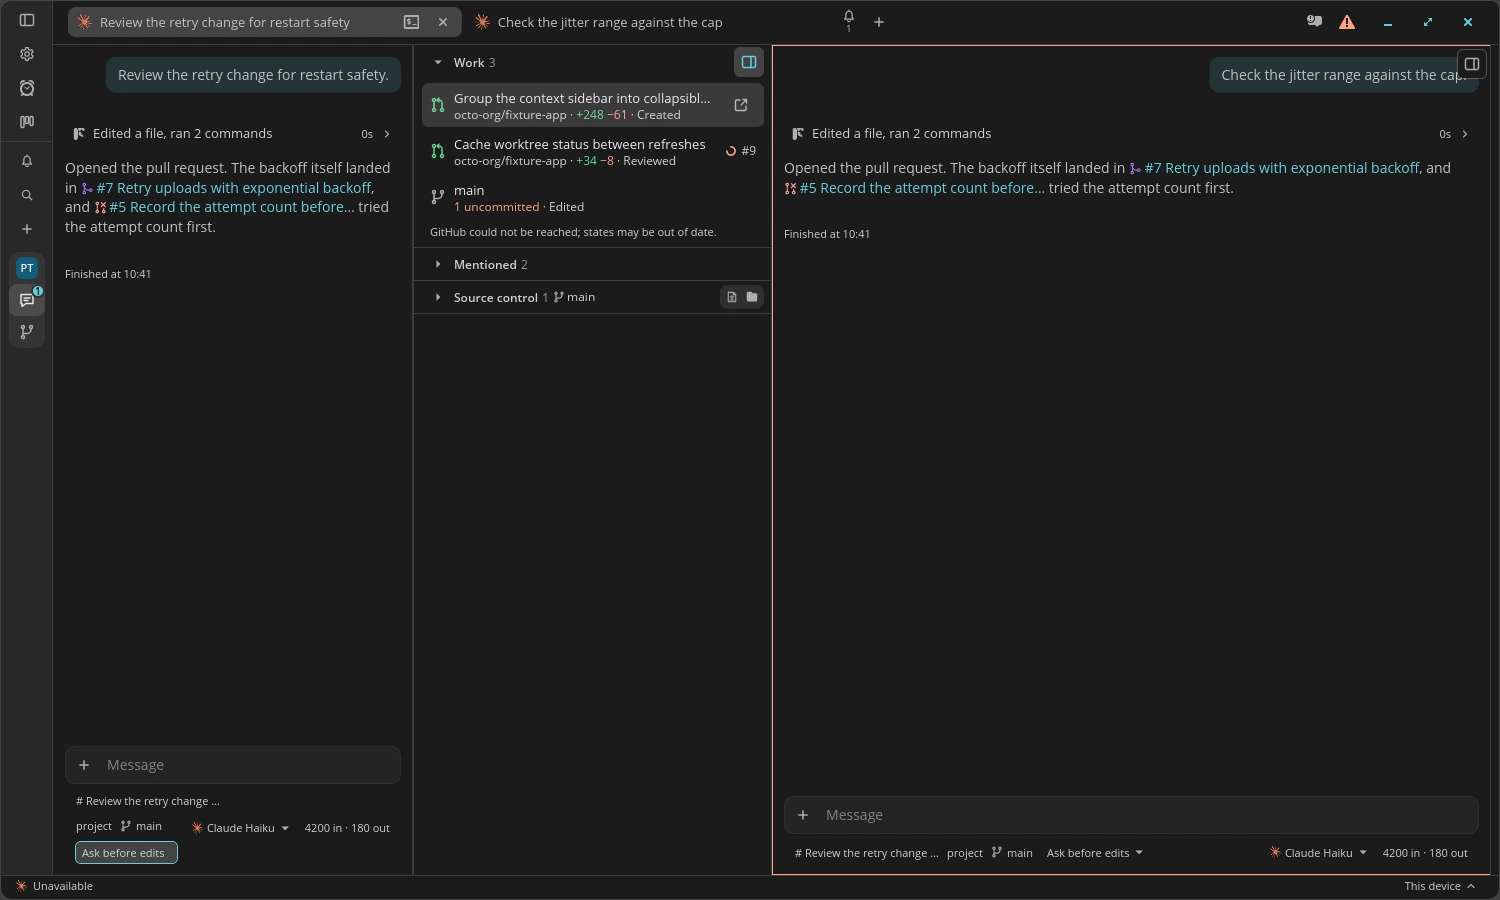 Review the retry change for restart safety
Check the jitter range against the cap
1
Review the retry change for restart safety.
Edited a file, ran 2 commands
0s
Opened the pull request. The backoff itself landed
in #7 Retry uploads with exponential backoff,
and #5 Record the attempt count before... tried
the attempt count first.
Finished at 10:41
PT
1
Message
# Review the retry change ...
project main
Claude Haiku
4200 in · 180 out
Ask before edits
Work 3
Group the context sidebar into collapsibl...
octo-org/fixture-app · +248 −61 · Created
Cache worktree status between refreshes
octo-org/fixture-app · +34 −8 · Reviewed
#9
main
1 uncommitted · Edited
GitHub could not be reached; states may be out of date.
Mentioned 2
Source control 1 main
Check the jitter range against the cap.
Edited a file, ran 2 commands
0s
Opened the pull request. The backoff itself landed in #7 Retry uploads with exponential backoff, and
#5 Record the attempt count before... tried the attempt count first.
Finished at 10:41
Message
# Review the retry change ... project main Ask before edits
Claude Haiku
4200 in · 180 out
Unavailable
This device